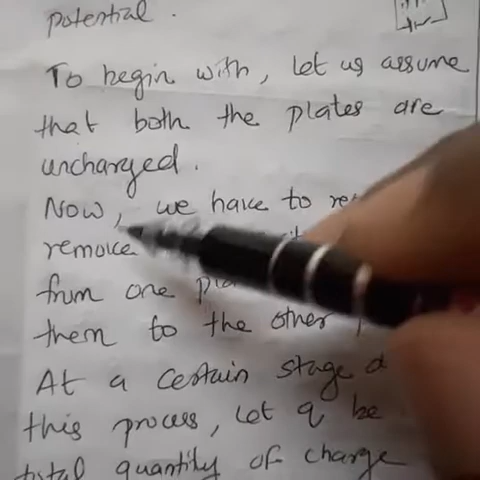 potential.
To begin with, let us assume
that both the plates are
uncharged.
Now, we have to
remove
from one
them to the other
At a certain stage
this process, let q be
total quantity of charge